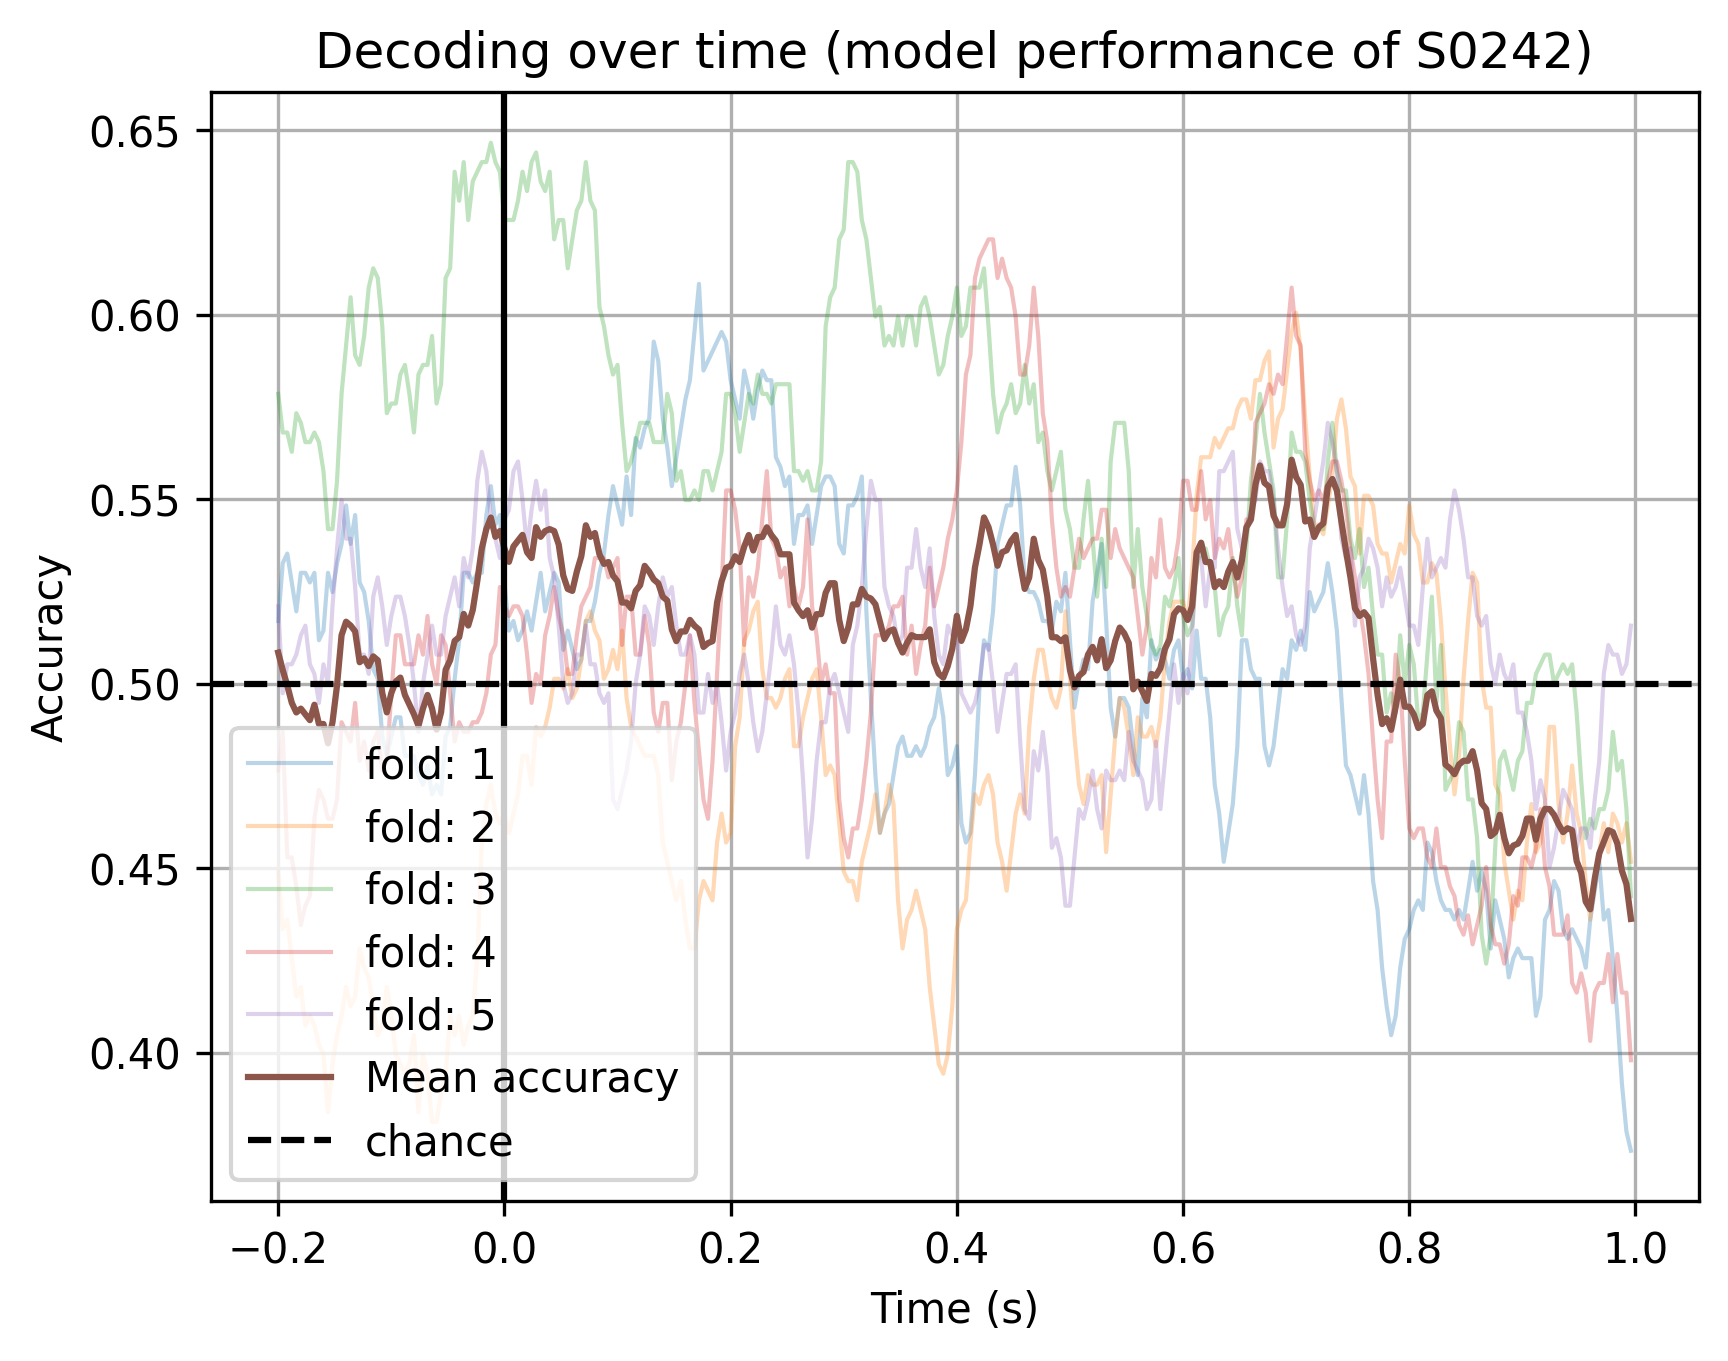 Decoding over time (model performance of S0242)
Accuracy
0.65
0.60
0.55
0.50
0.45
0.40
fold: 1
fold: 2
fold: 3
fold: 4
fold: 5
Mean accuracy
chance
−0.2 0.0 0.2 0.4 0.6 0.8 1.0
Time (s)